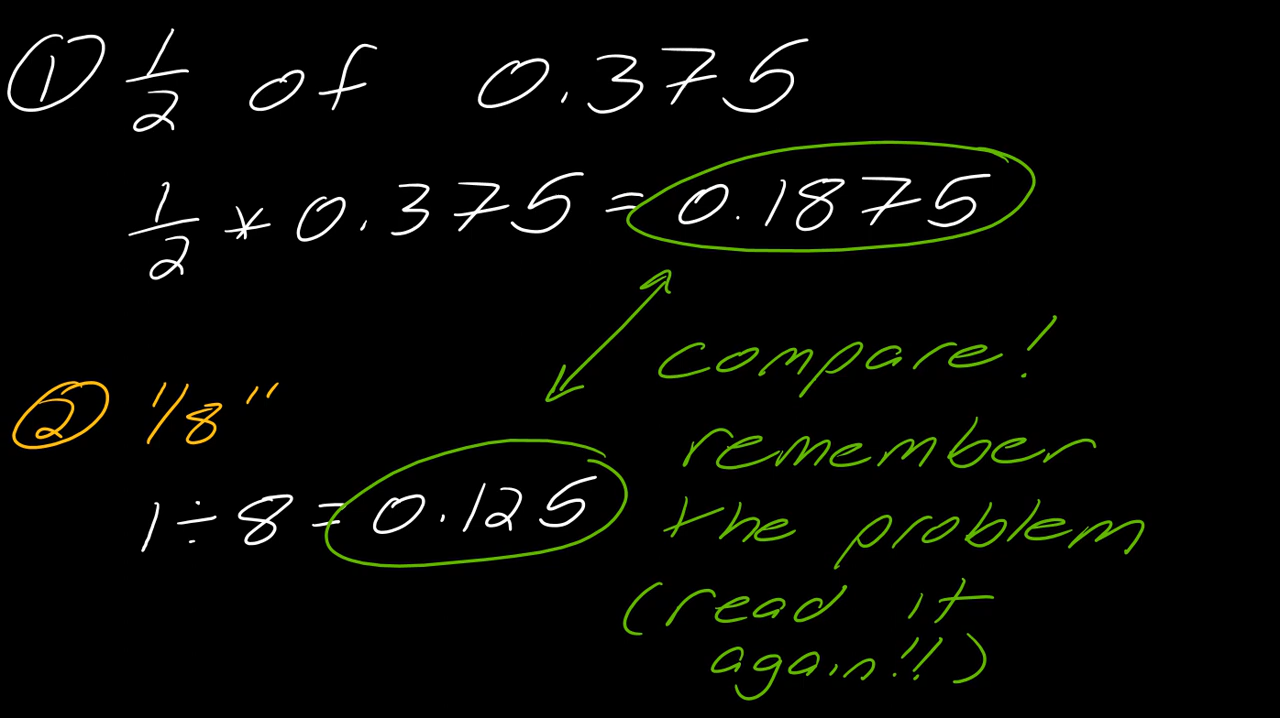 ① 1/2 of 0.375
1/2 * 0.375 = 0.1875
compare!
② 1/8"
remember
1 ÷ 8 = 0.125
the problem
(read it
again!!)